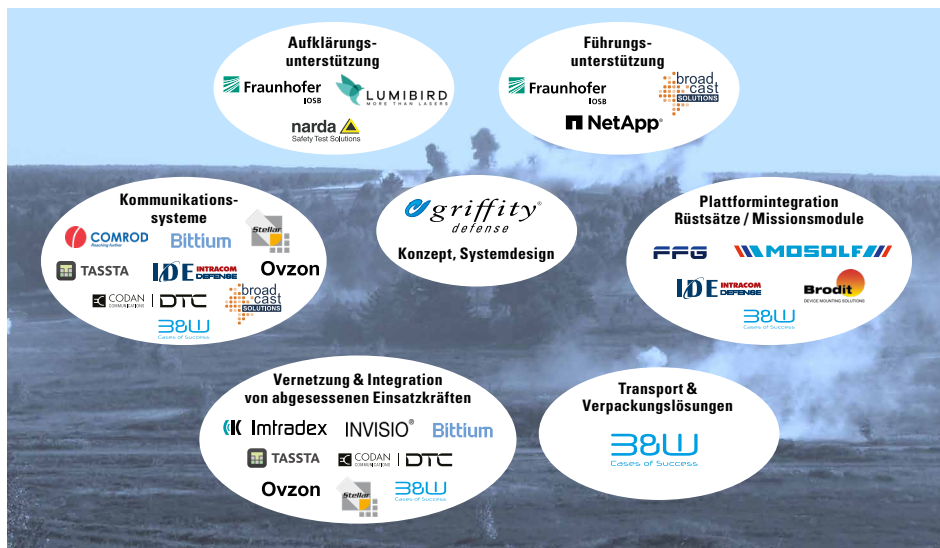 Aufklärungs-
unterstützung
Fraunhofer
IOSB
LUMIBIRD
MORE THAN LASERS
narda
Safety Test Solutions
Führungs-
unterstützung
Fraunhofer
IOSB
broad
cast
SOLUTIONS
NetApp®
Kommunikations-
systeme
COMROD
Reaching further
Bittium
Stellar
TASSTA
IDE INTRACOM
DEFENSE
Ovzon
CODAN
COMMUNICATIONS
DTC
broad
cast
SOLUTIONS
B&W
Cases of Success
griffity®
defense
Konzept, Systemdesign
Plattformintegration
Rüstsätze / Missionsmodule
FFG
MOSOLF
IDE INTRACOM
DEFENSE
Brodit
DEVICE MOUNTING SOLUTIONS
B&W
Cases of Success
Vernetzung & Integration
von abgesessenen Einsatzkräften
Imtradex
INVISIO®
Bittium
TASSTA
CODAN
COMMUNICATIONS
DTC
Ovzon
Stellar
B&W
Cases of Success
Transport &
Verpackungslösungen
B&W
Cases of Success